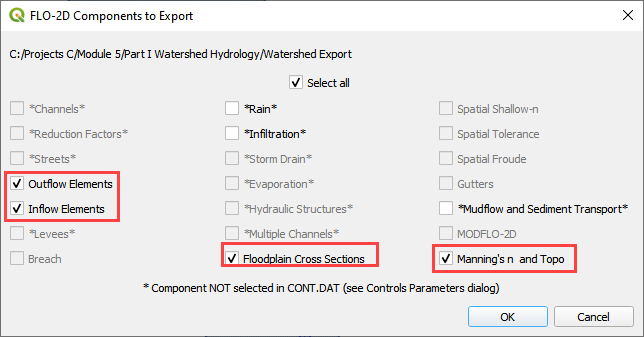 FLO-2D Components to Export
C:/Projects C/Module 5/Part I Watershed Hydrology/Watershed Export
Select all
*Channels*
*Rain*
Spatial Shallow-n
*Reduction Factors*
*Infiltration*
Spatial Tolerance
*Streets*
*Storm Drain*
Spatial Froude
Outflow Elements
*Evaporation*
Gutters
Inflow Elements
*Hydraulic Structures*
*Mudflow and Sediment Transport*
*Levees*
*Multiple Channels*
MODFLO-2D
Breach
Floodplain Cross Sections
Manning's n and Topo
* Component NOT selected in CONT.DAT (see Controls Parameters dialog)
OK
Cancel